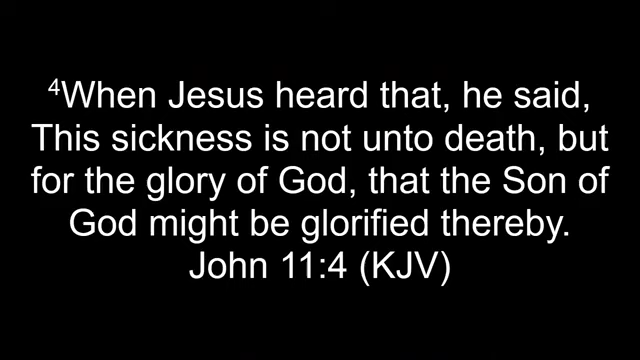 ⁴When Jesus heard that, he said,
This sickness is not unto death, but
for the glory of God, that the Son of
God might be glorified thereby.
John 11:4 (KJV)